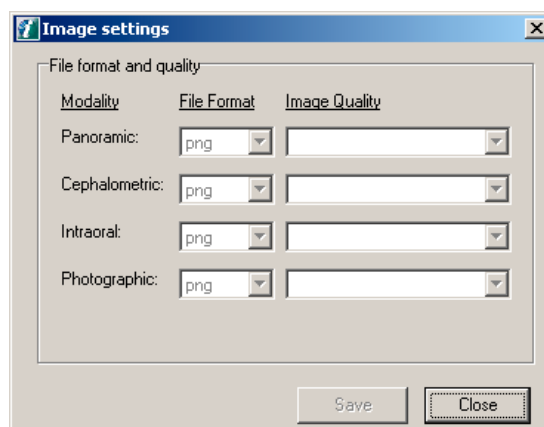 Image settings
File format and quality
Modality File Format Image Quality
Panoramic: png
Cephalometric: png
Intraoral: png
Photographic: png
Save Close